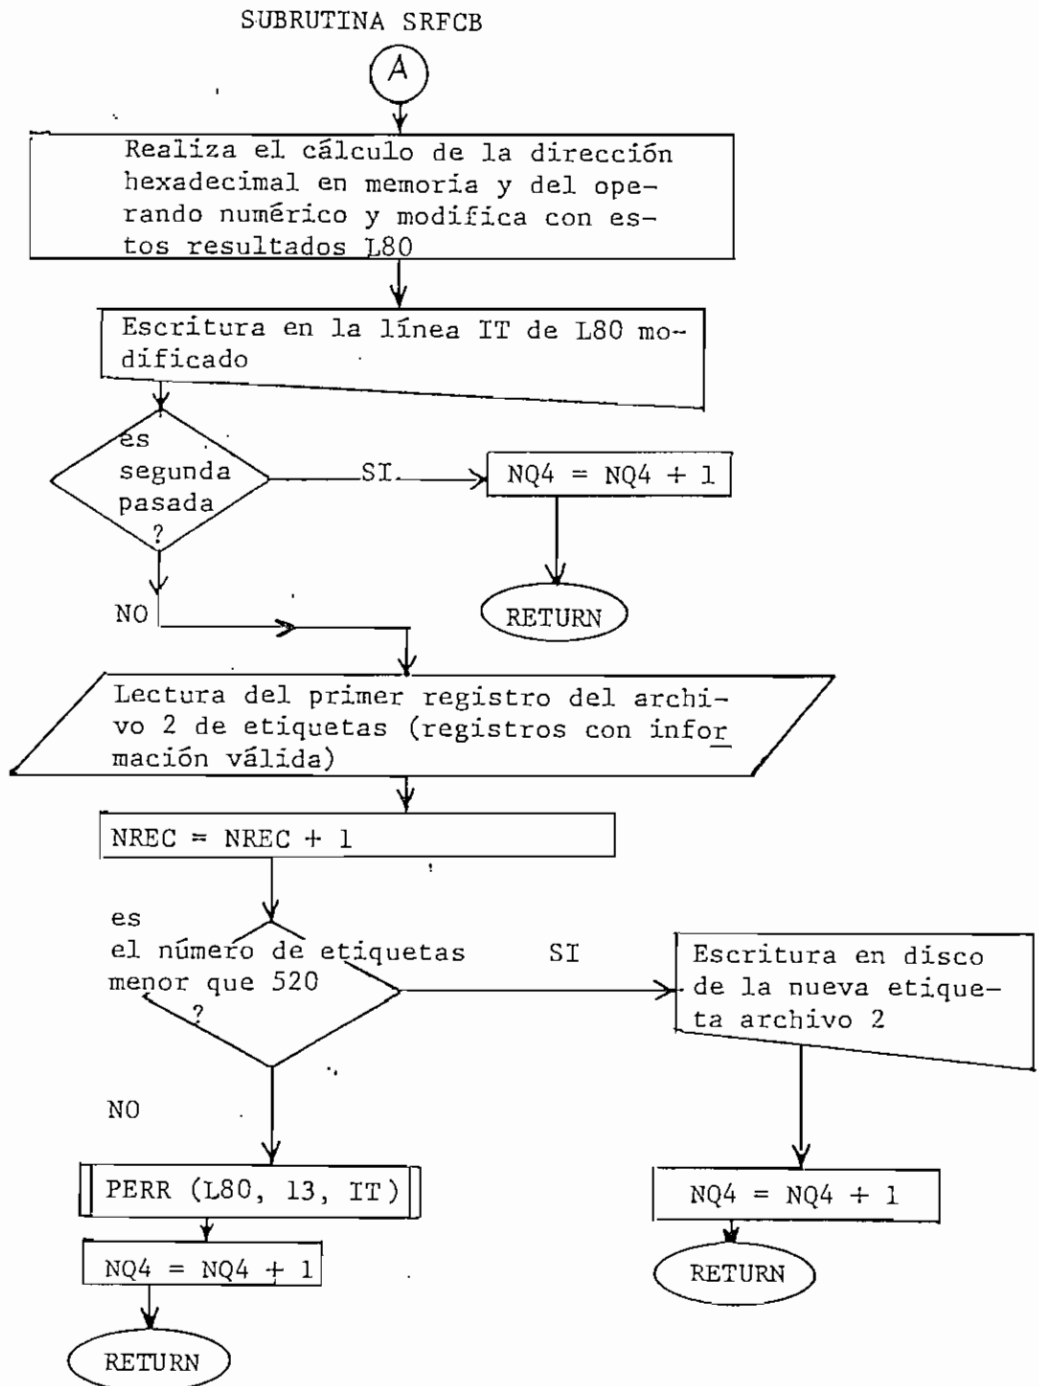 SUBRUTINA SRFCB
A
Realiza el cálculo de la dirección
hexadecimal en memoria y del ope-
rando numérico y modifica con es-
tos resultados L80
Escritura en la línea IT de L80 mo-
dificado
es
segunda
pasada
?
SI
NQ4 = NQ4 + 1
RETURN
NO
Lectura del primer registro del archi-
vo 2 de etiquetas (registros con infor
mación válida)
NREC = NREC + 1
es
el número de etiquetas
menor que 520
?
SI
Escritura en disco
de la nueva etique-
ta archivo 2
NO
PERR (L80, 13, IT)
NQ4 = NQ4 + 1
NQ4 = NQ4 + 1
RETURN
RETURN